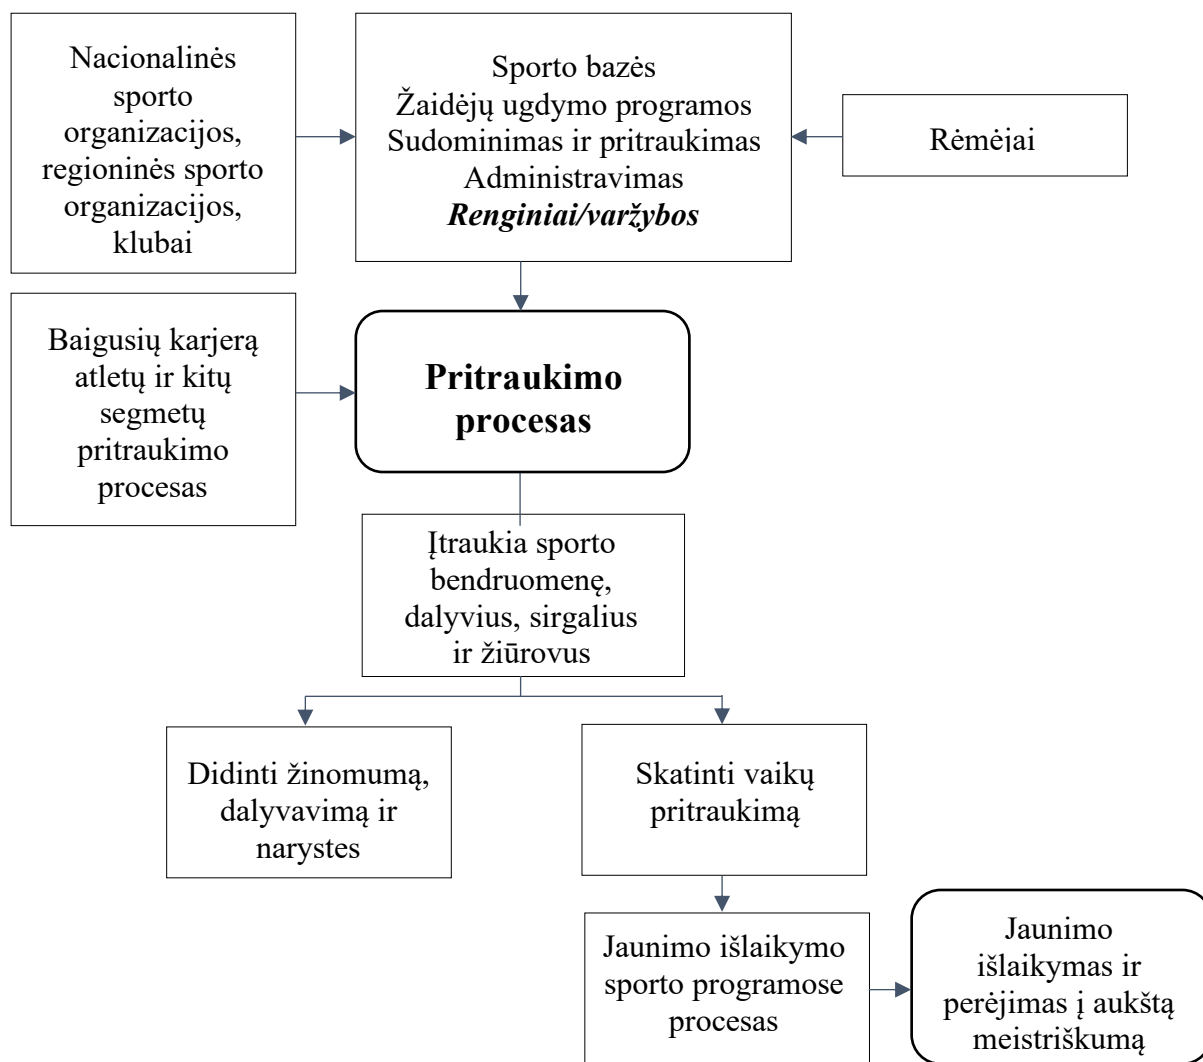 Nacionalinės
sporto
organizacijos,
regioninės sporto
organizacijos,
klubai
Sporto bazės
Žaidėjų ugdymo programos
Sudominimas ir pritraukimas
Administravimas
Renginiai/varžybos
Rėmėjai
Baigusių karjerą
atletų ir kitų
segmetų
pritraukimo
procesas
Pritraukimo
procesas
Įtraukia sporto
bendruomenę,
dalyvius, sirgalius
ir žiūrovus
Didinti žinomumą,
dalyvavimą ir
narystes
Skatinti vaikų
pritraukimą
Jaunimo išlaikymo
sporto programose
procesas
Jaunimo
išlaikymas ir
perėjimas į aukštą
meistriškumą